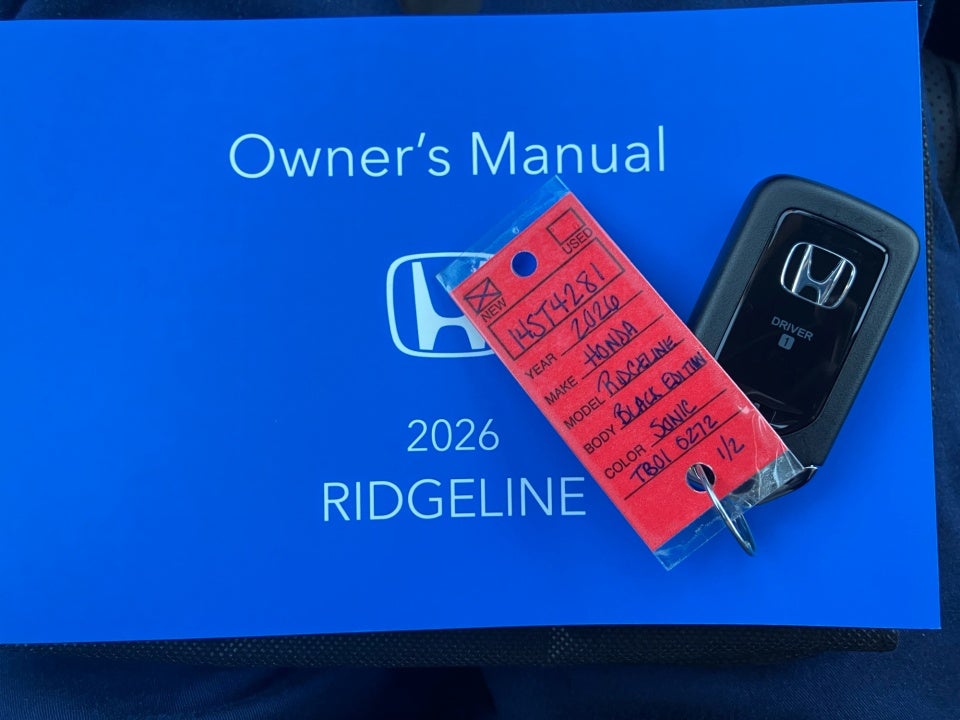 Owner's Manual
2026
RIDGELINE
USED
NEW
14ST4281
YEAR 2026
MAKE HONDA
MODEL RIDGELINE
BODY BLACK EDITION
COLOR SONIC
TB01 6272
1/2
DRIVER
1